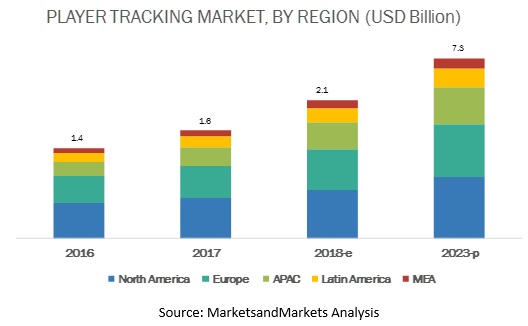 PLAYER TRACKING MARKET, BY REGION (USD Billion)
7.3
2.1
1.6
1.4
2016 2017 2018-e 2023-p
North America Europe APAC Latin America MEA
Source: MarketsandMarkets Analysis